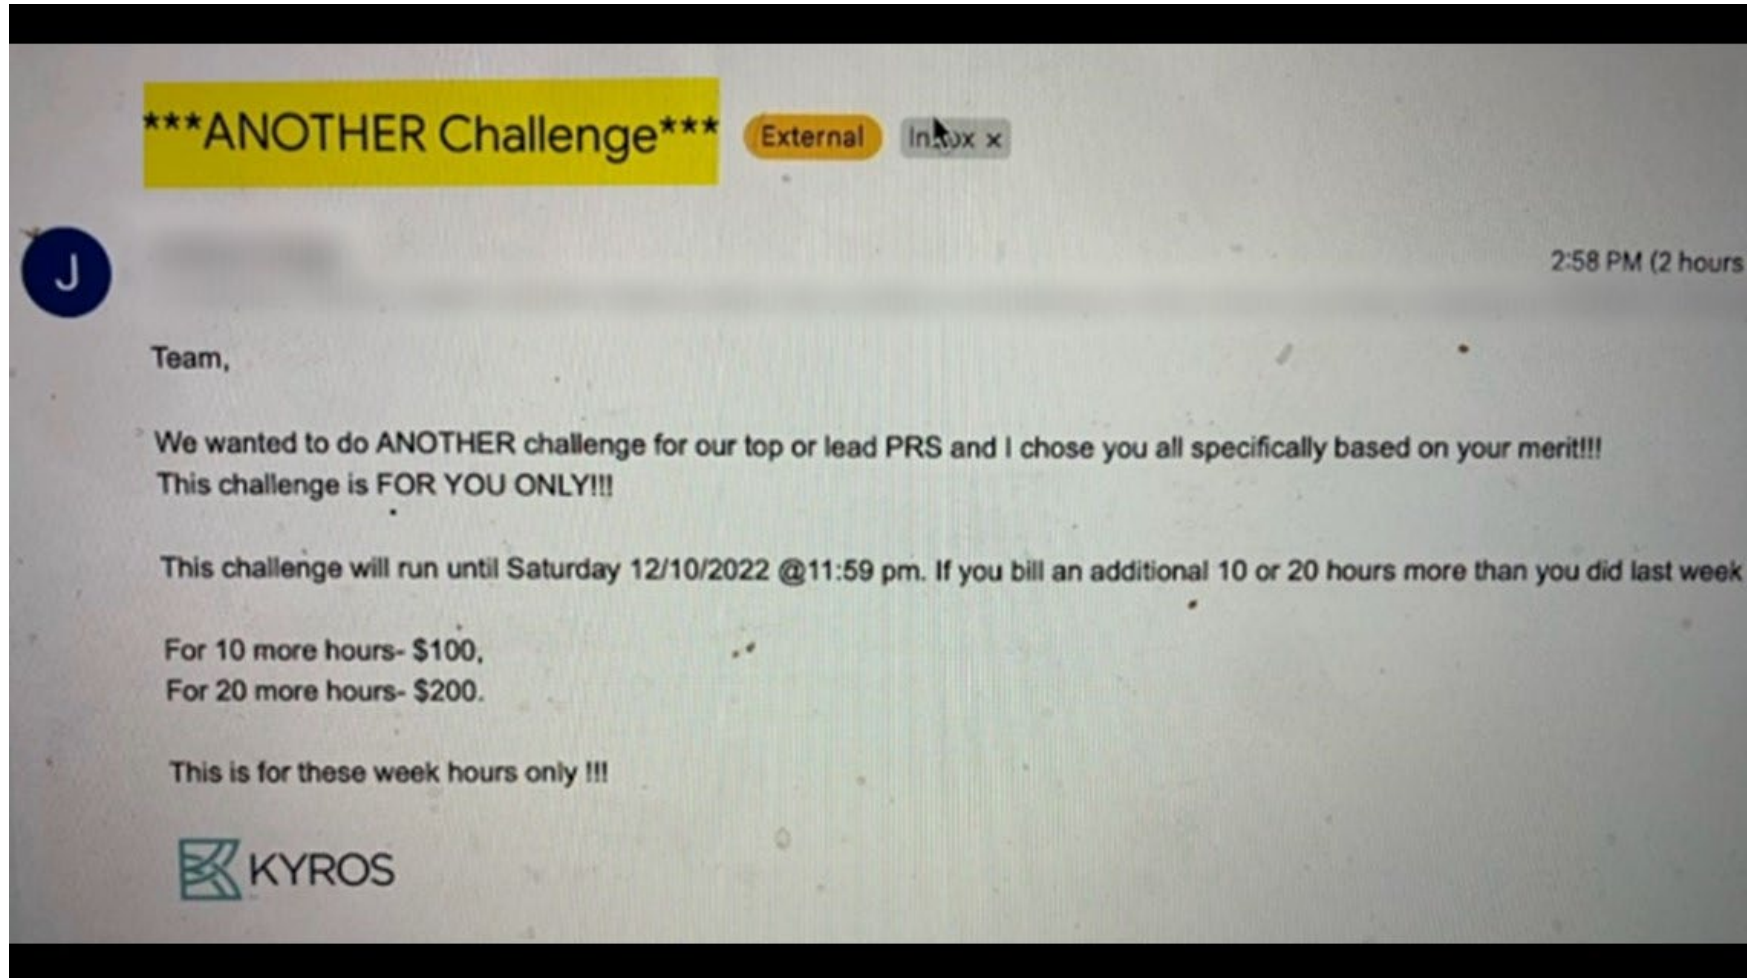 ***ANOTHER Challenge*** External Inbox x
J
2:58 PM (2 hours
Team,
We wanted to do ANOTHER challenge for our top or lead PRS and I chose you all specifically based on your merit!!!
This challenge is FOR YOU ONLY!!!
This challenge will run until Saturday 12/10/2022 @11:59 pm. If you bill an additional 10 or 20 hours more than you did last week
For 10 more hours- $100,
For 20 more hours- $200.
This is for these week hours only !!!
KYROS